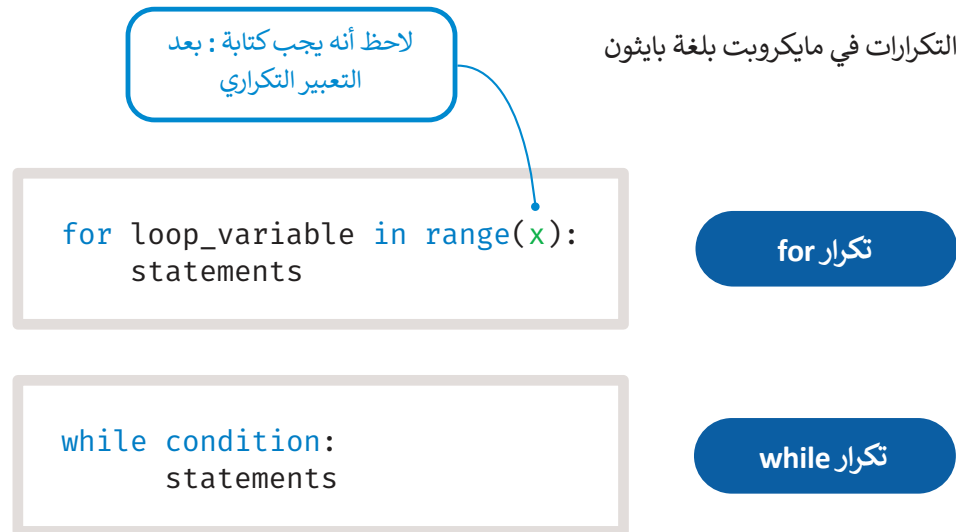 التكرارات في مايكروبت بلغة بايثون
لاحظ أنه يجب كتابة : بعد
التعبير التكراري
تكرار for
for loop_variable in range(x):
    statements
تكرار while
while condition:
      statements